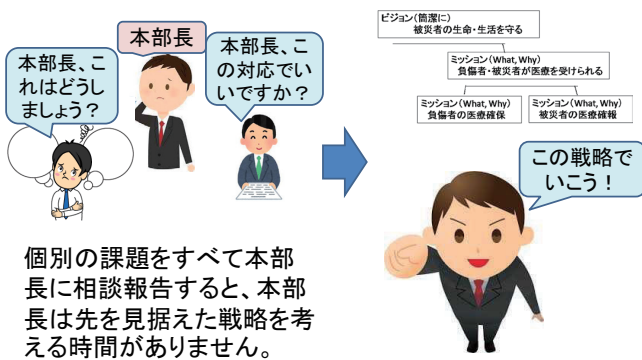 本部長、こ
れはどうし
ましょう？
本部長
本部長、こ
の対応でい
いですか？
個別の課題をすべて本部
長に相談報告すると、本部
長は先を見据えた戦略を考
える時間がありません。
ビジョン（簡潔に）
被災者の生命・生活を守る
ミッション（What, Why）
負傷者・被災者が医療を受けられる
ミッション（What, Why）
負傷者の医療確保
ミッション（What, Why）
被災者の医療確報
この戦略で
いこう！